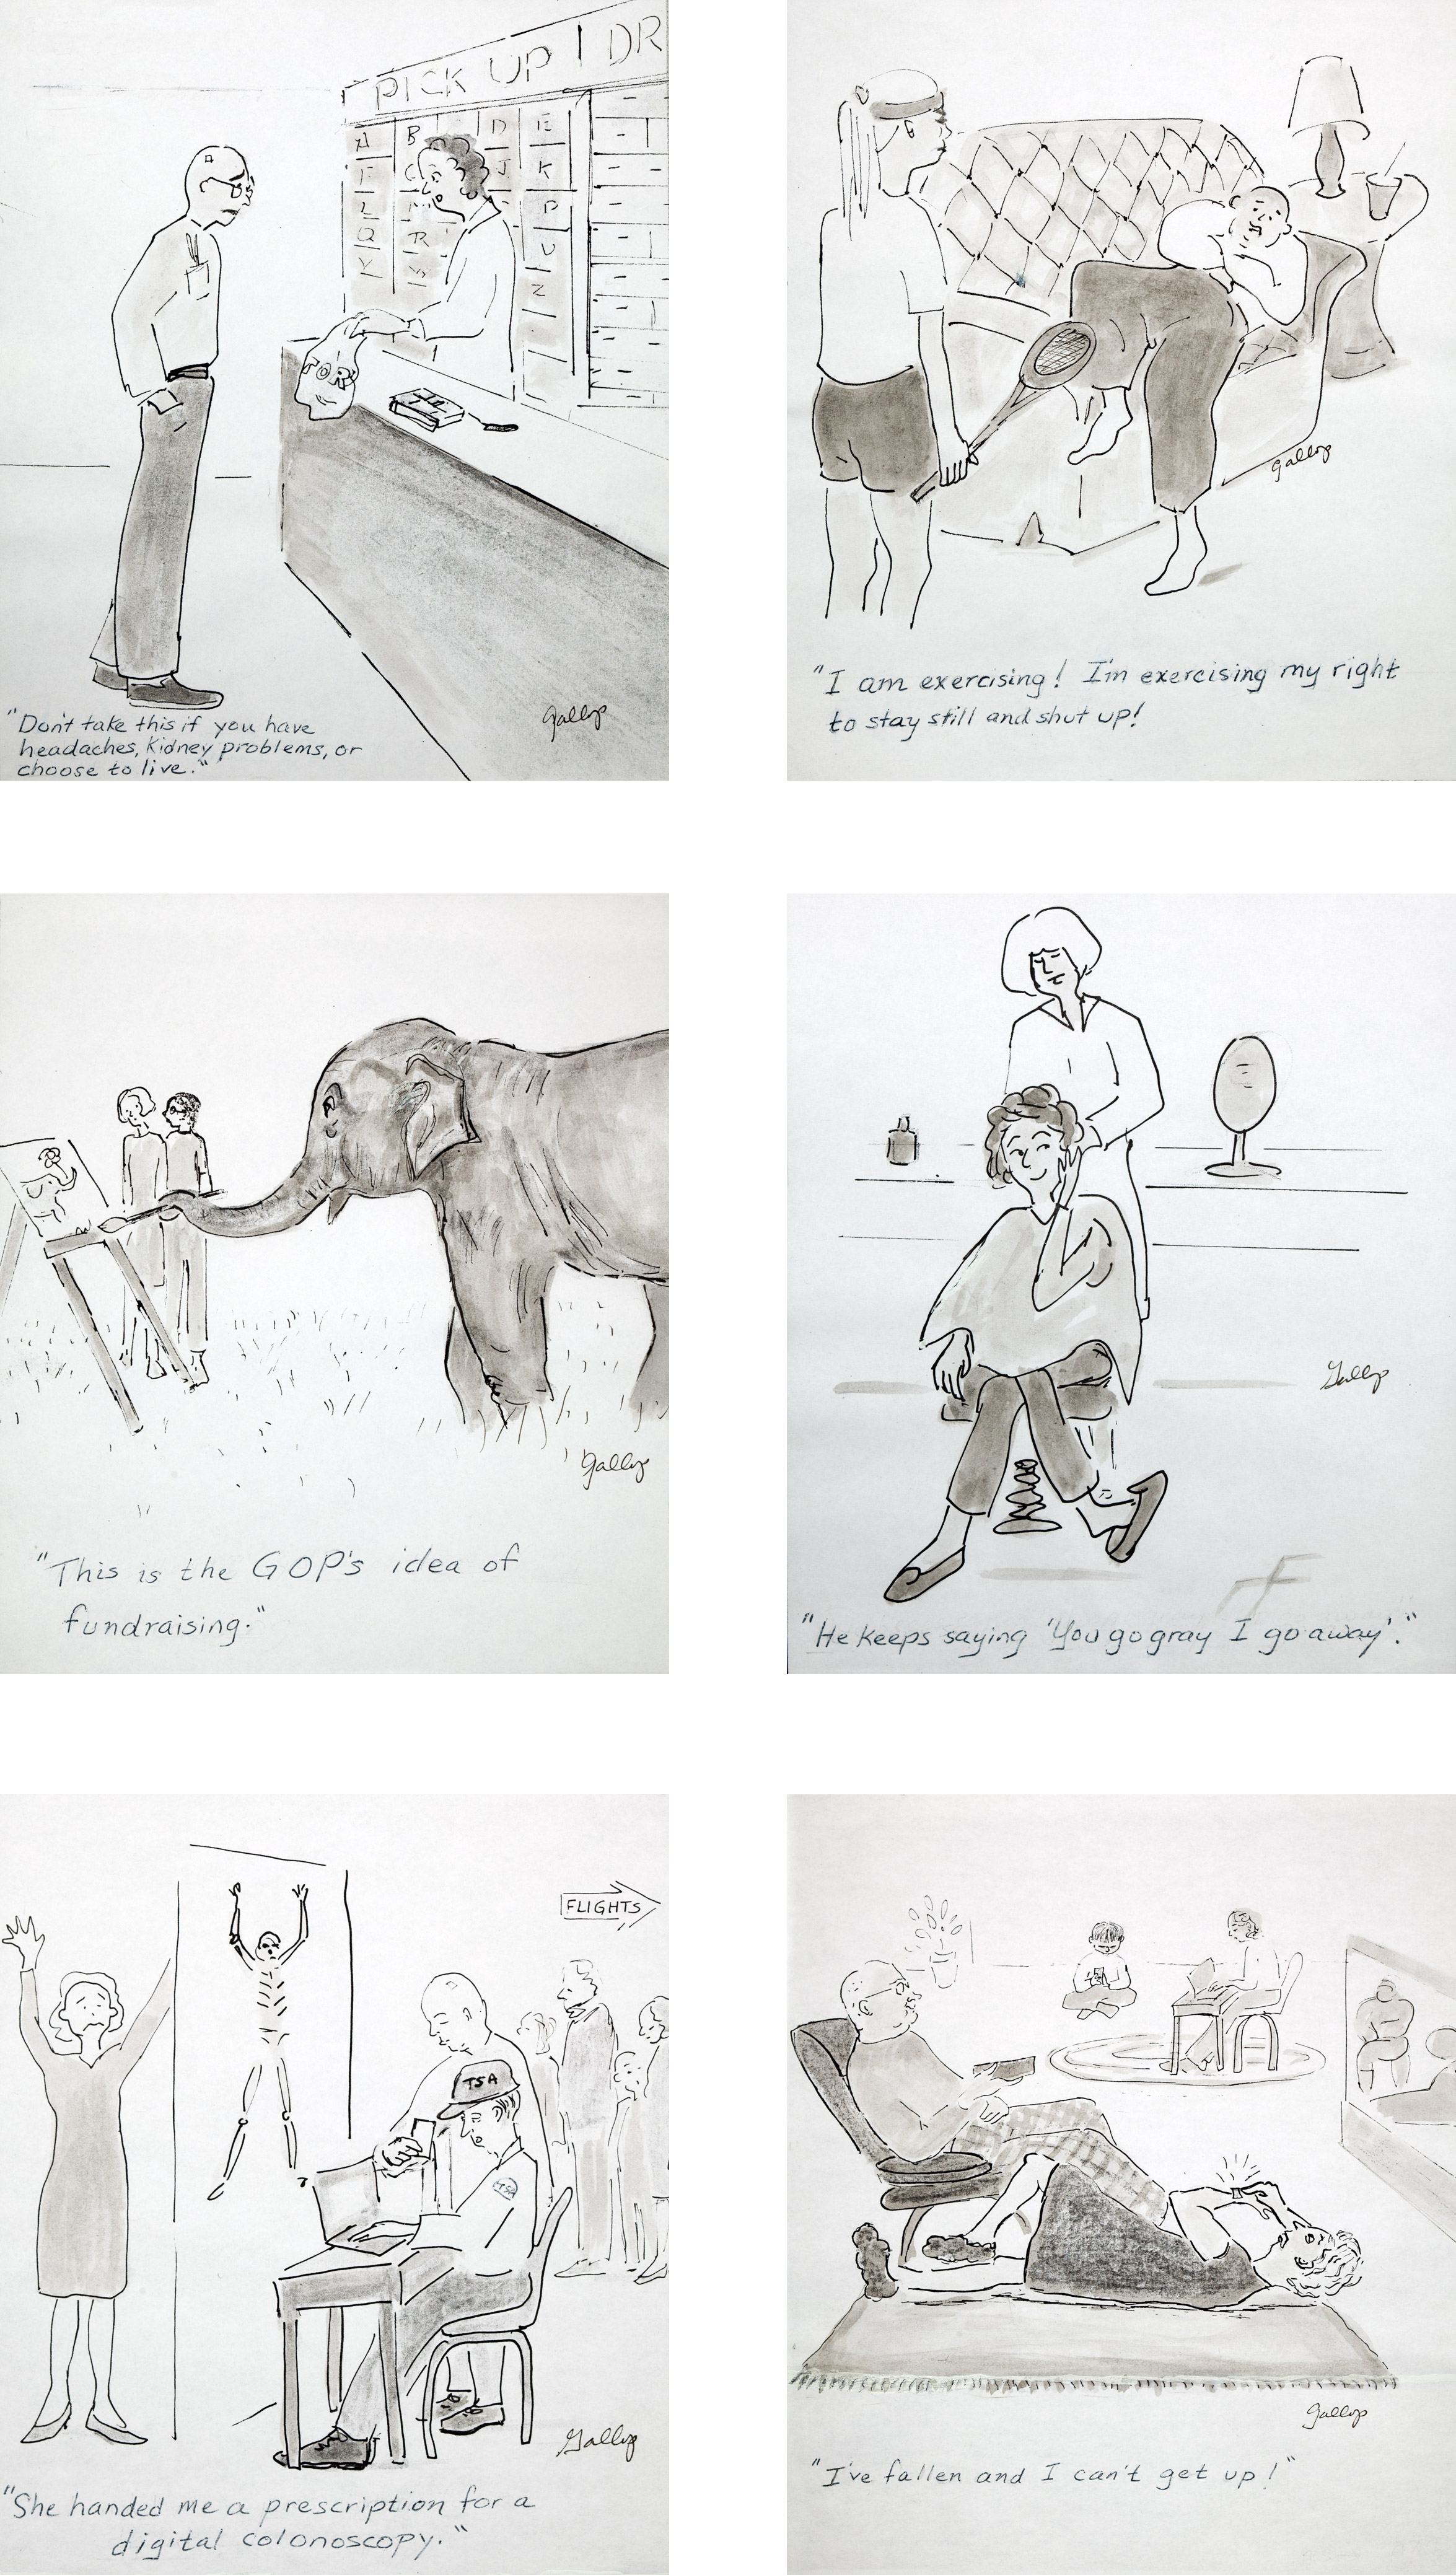 PICK UP | DR
A B D E
F J K
L P
Q R U
Z
"Don't take this if you have
headaches, kidney problems, or
choose to live."
Gallop
Gallop
"I am exercising! I'm exercising my right
to stay still and shut up!
Gallop
"This is the GOP's idea of
fundraising."
Gallop
"He keeps saying 'You go gray I go away'."
FLIGHTS
TSA
TSA
Gallop
"She handed me a prescription for a
digital colonoscopy."
Gallop
"I've fallen and I can't get up!"